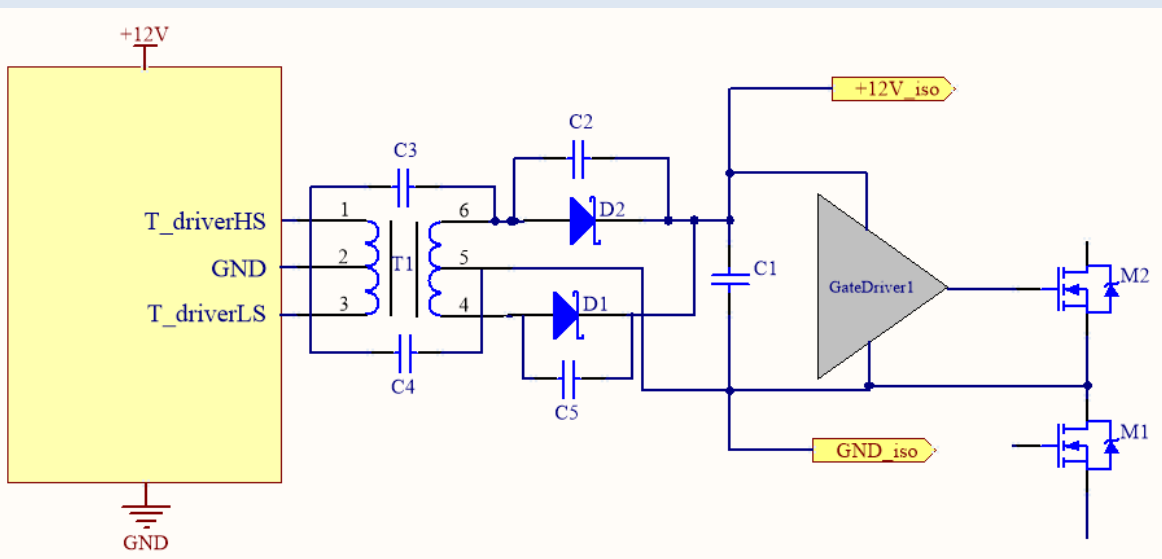 +12V
+12V_iso
C2
C3
T_driverHS
1
6
D2
GND
2
T1
5
C1
GateDriver1
M2
T_driverLS
3
4
D1
C4
C5
M1
GND_iso
GND